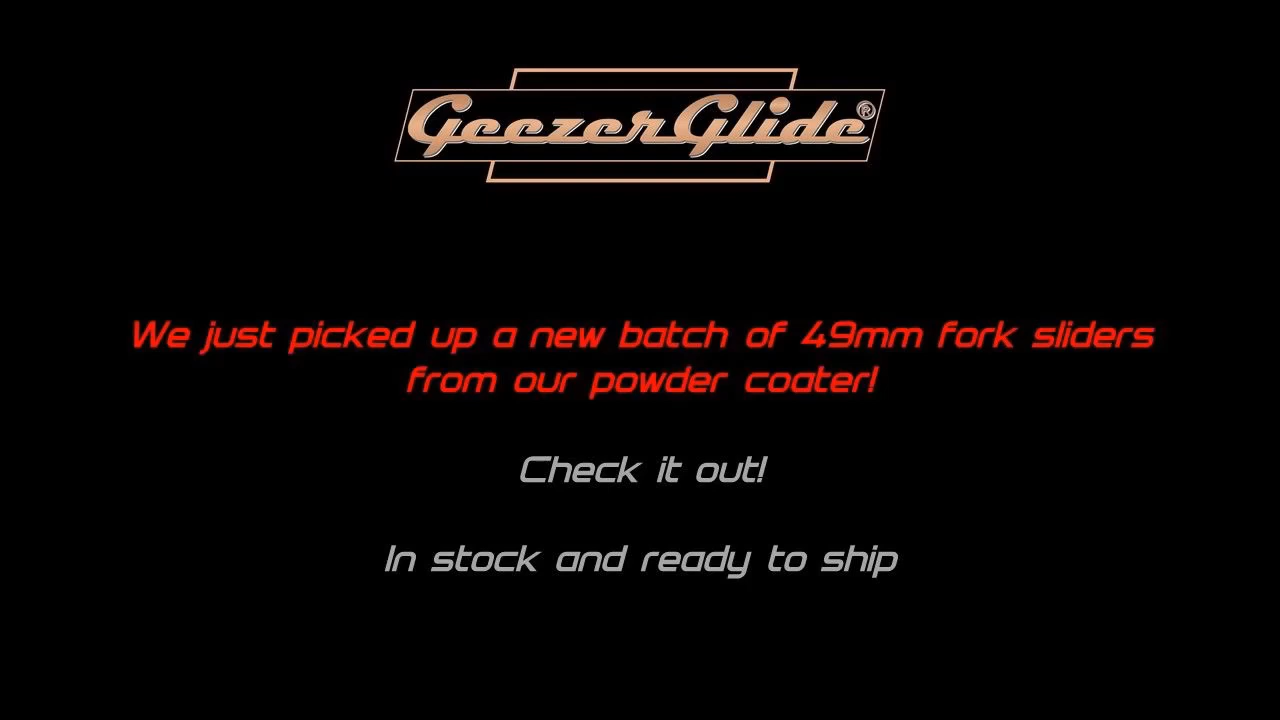 GeezerGlide®
We just picked up a new batch of 49mm fork sliders
from our powder coater!
Check it out!
In stock and ready to ship